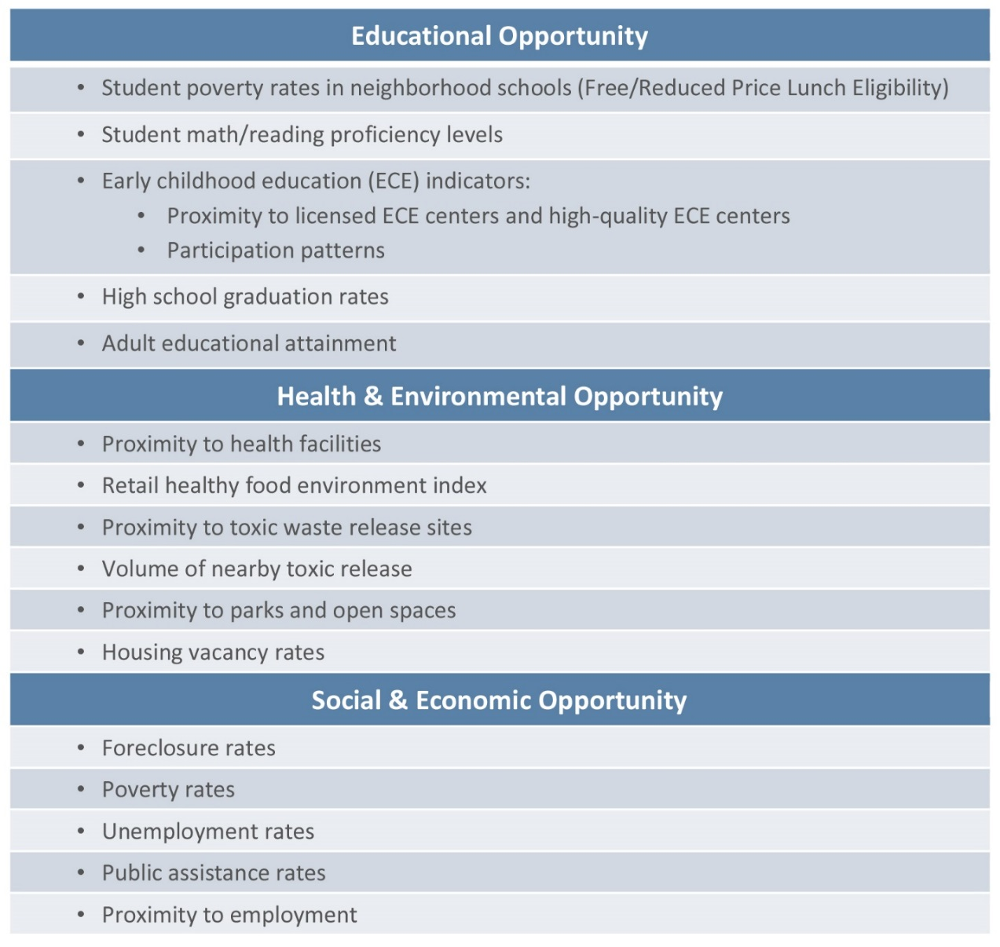 Educational Opportunity
• Student poverty rates in neighborhood schools (Free/Reduced Price Lunch Eligibility)
• Student math/reading proficiency levels
• Early childhood education (ECE) indicators:
• Proximity to licensed ECE centers and high-quality ECE centers
• Participation patterns
• High school graduation rates
• Adult educational attainment
Health & Environmental Opportunity
• Proximity to health facilities
• Retail healthy food environment index
• Proximity to toxic waste release sites
• Volume of nearby toxic release
• Proximity to parks and open spaces
• Housing vacancy rates
Social & Economic Opportunity
• Foreclosure rates
• Poverty rates
• Unemployment rates
• Public assistance rates
• Proximity to employment